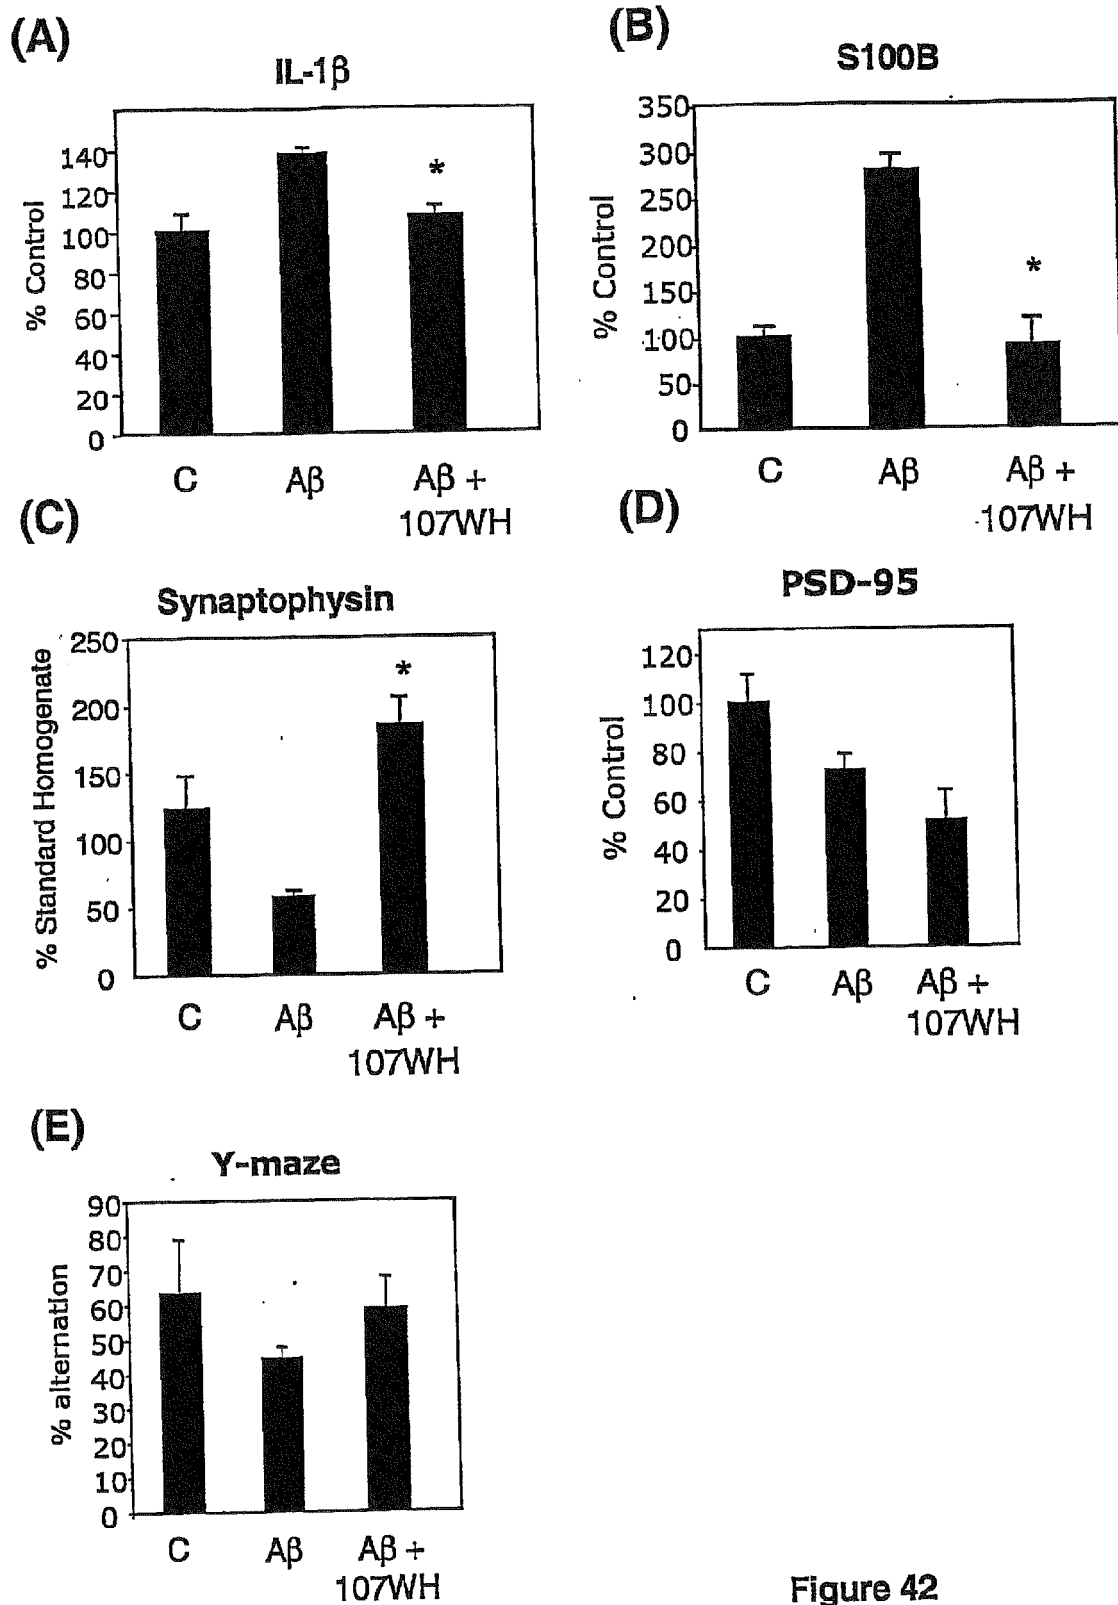 (A)
IL-1β
% Control
140
120
100
80
60
40
20
0
*
C
Aβ
Aβ +
107WH
(B)
S100B
% Control
350
300
250
200
150
100
50
0
*
C
Aβ
Aβ +
107WH
(C)
Synaptophysin
% Standard Homogenate
250
200
150
100
50
0
*
C
Aβ
Aβ +
107WH
(D)
PSD-95
% Control
120
100
80
60
40
20
0
C
Aβ
Aβ +
107WH
(E)
Y-maze
% alternation
90
80
70
60
50
40
30
20
10
0
C
Aβ
Aβ +
107WH
Figure 42